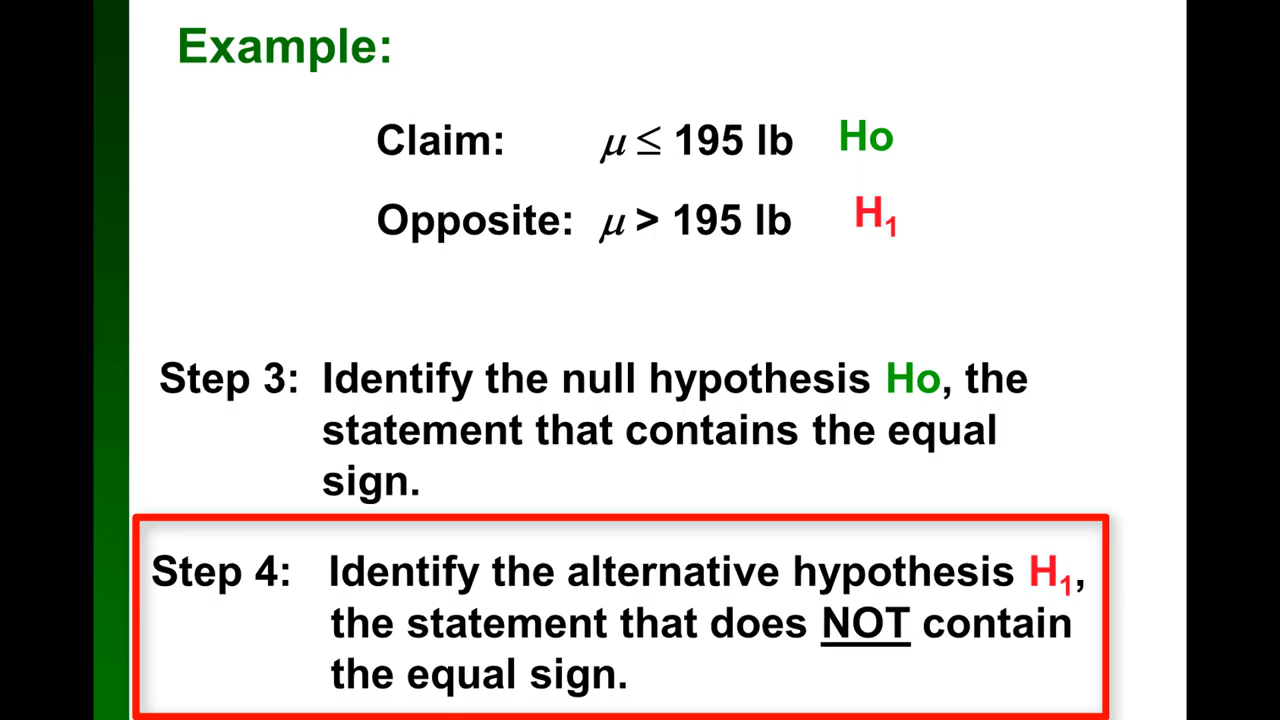 Example:
Claim: μ ≤ 195 lb Ho
Opposite: μ > 195 lb H₁
Step 3: Identify the null hypothesis Ho, the
statement that contains the equal
sign.
Step 4: Identify the alternative hypothesis H₁,
the statement that does NOT contain
the equal sign.